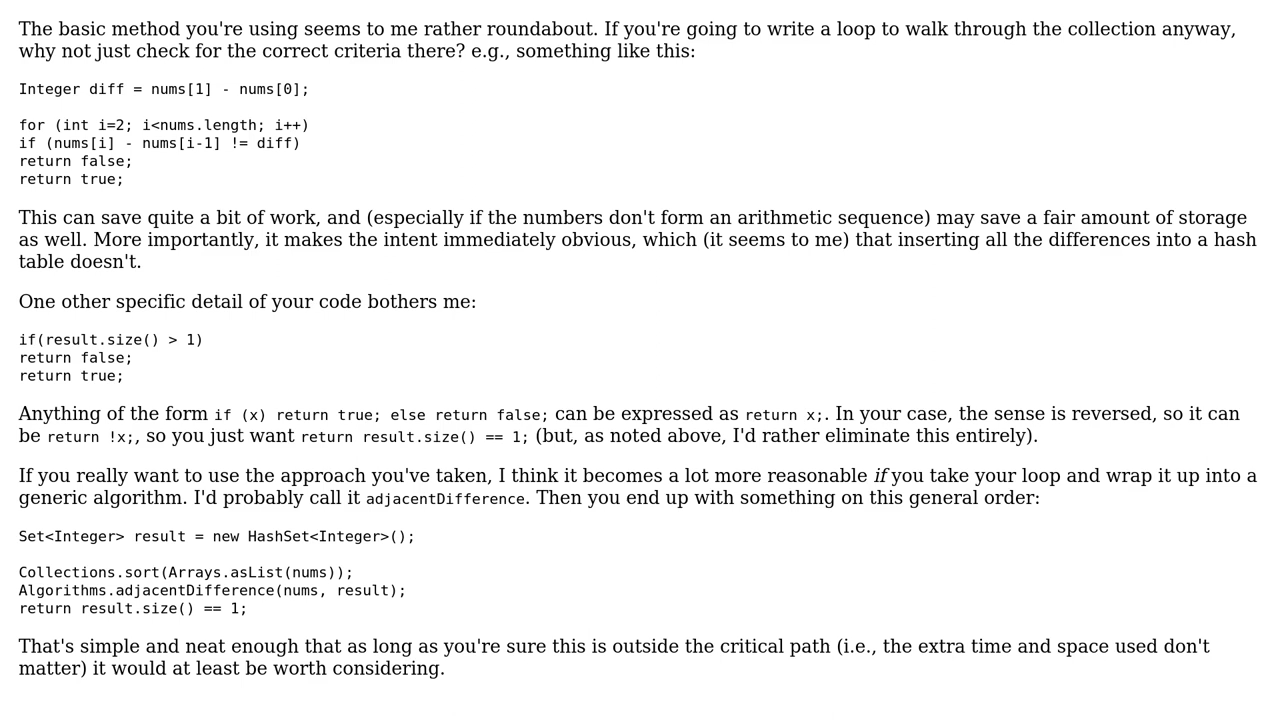 The basic method you're using seems to me rather roundabout. If you're going to write a loop to walk through the collection anyway,
why not just check for the correct criteria there? e.g., something like this:
Integer diff = nums[1] - nums[0];
for (int i=2; i<nums.length; i++)
if (nums[i] - nums[i-1] != diff)
return false;
return true;
This can save quite a bit of work, and (especially if the numbers don't form an arithmetic sequence) may save a fair amount of storage
as well. More importantly, it makes the intent immediately obvious, which (it seems to me) that inserting all the differences into a hash
table doesn't.
One other specific detail of your code bothers me:
if(result.size() > 1)
return false;
return true;
Anything of the form if (x) return true; else return false; can be expressed as return x;. In your case, the sense is reversed, so it can
be return !x;, so you just want return result.size() == 1; (but, as noted above, I'd rather eliminate this entirely).
If you really want to use the approach you've taken, I think it becomes a lot more reasonable if you take your loop and wrap it up into a
generic algorithm. I'd probably call it adjacentDifference. Then you end up with something on this general order:
Set<Integer> result = new HashSet<Integer>();
Collections.sort(Arrays.asList(nums));
Algorithms.adjacentDifference(nums, result);
return result.size() == 1;
That's simple and neat enough that as long as you're sure this is outside the critical path (i.e., the extra time and space used don't
matter) it would at least be worth considering.